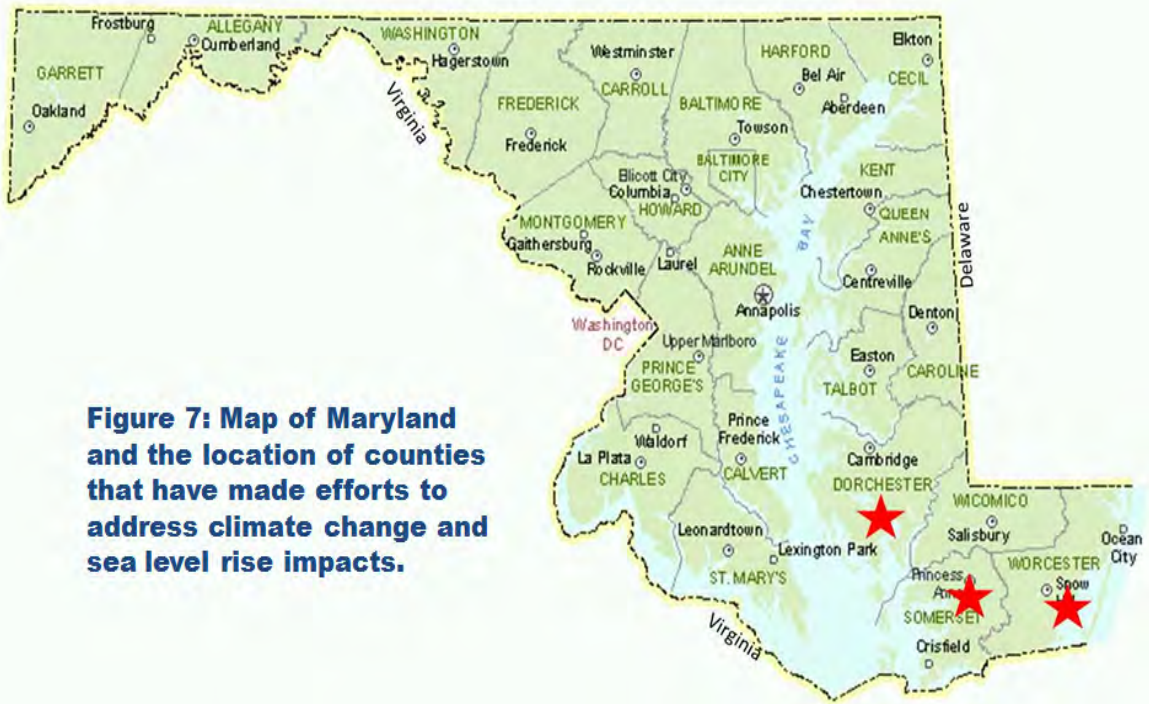 Frostburg
ALLEGANY
Cumberland
GARRETT
Oakland
WASHINGTON
Hagerstown
Virginia
FREDERICK
Frederick
Westminster
CARROLL
BALTIMORE
Towson
BALTIMORE
CITY
HARFORD
Bel Air
Aberdeen
Elkton
CECIL
KENT
Chestertown
QUEEN
ANNE'S
Centreville
Delaware
Ellicott City
Columbia
HOWARD
MONTGOMERY
Gaithersburg
Rockville
Laurel
ANNE
ARUNDEL
Annapolis
CHESAPEAKE BAY
Washington
DC
Upper Marlboro
PRINCE
GEORGE'S
Denton
CAROLINE
Easton
TALBOT
Figure 7: Map of Maryland
and the location of counties
that have made efforts to
address climate change and
sea level rise impacts.
Waldorf
La Plata
CHARLES
Prince
Frederick
CALVERT
Cambridge
DORCHESTER
Leonardtown
Lexington Park
ST. MARY'S
WICOMICO
Salisbury
Ocean
City
WORCESTER
Snow
Princess
SOMERSET
Crisfield
Virginia